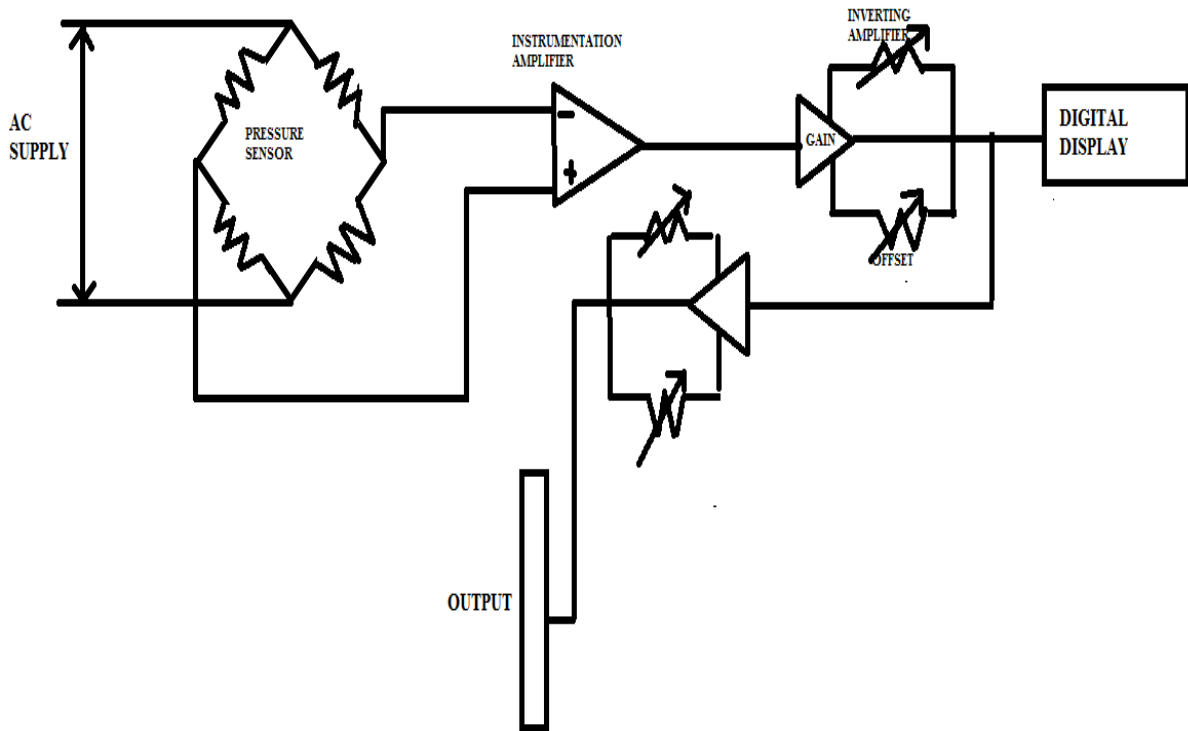 AC
SUPPLY
PRESSURE
SENSOR
INSTRUMENTATION
AMPLIFIER
-
+
INVERTING
AMPLIFIER
GAIN
OFFSET
DIGITAL
DISPLAY
OUTPUT